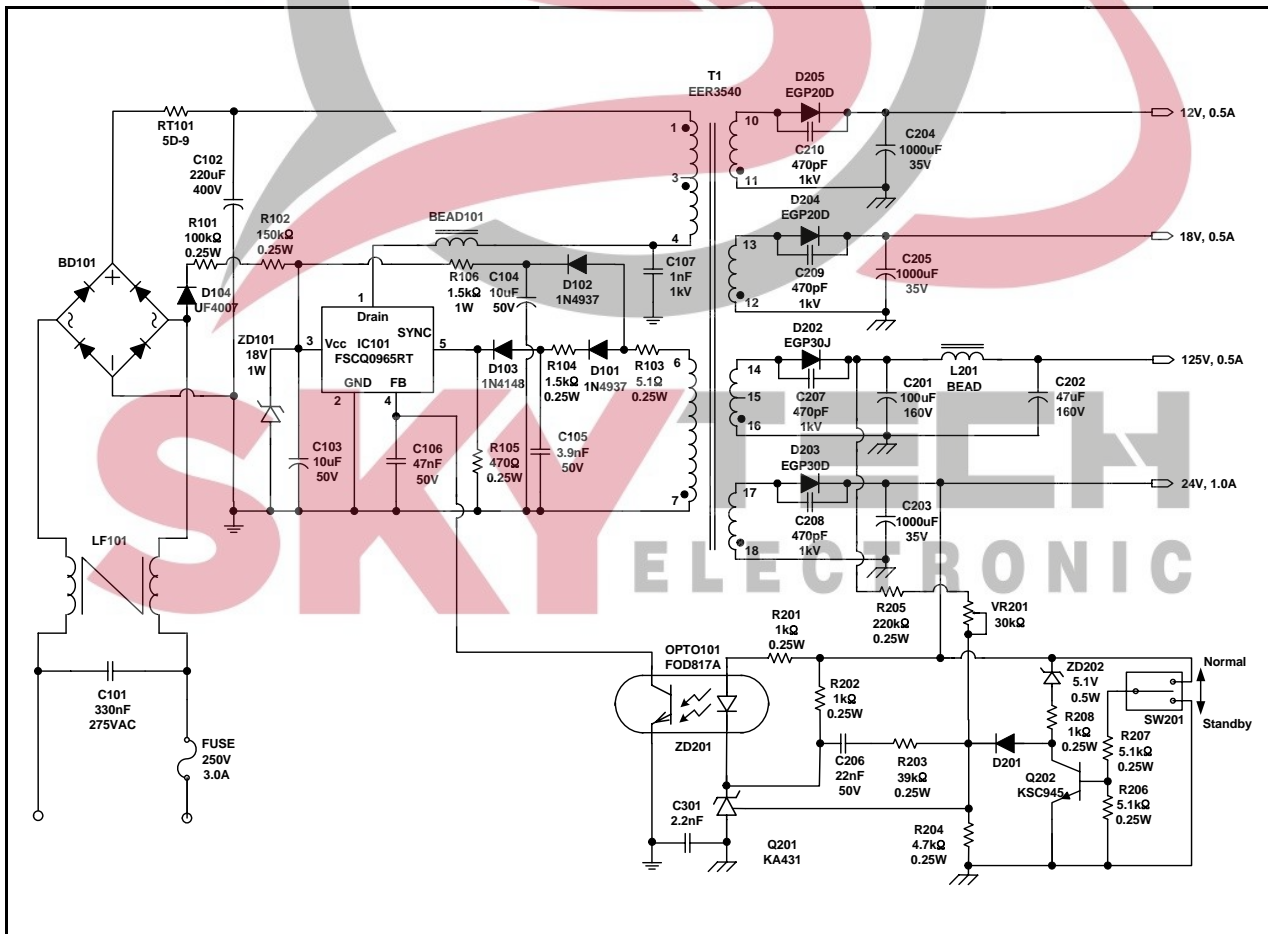 T1
EER3540
D205
EGP20D
12V, 0.5A
RT101
5D-9
1
10
C210
470pF
1kV
C204
1000uF
35V
C102
220uF
400V
3
11
D204
EGP20D
R101
100kΩ
0.25W
R102
150kΩ
0.25W
BEAD101
4
13
18V, 0.5A
BD101
D104
UF4007
R106
1.5kΩ
1W
C104
10uF
50V
D102
1N4937
C107
1nF
1kV
C209
470pF
1kV
C205
1000uF
35V
12
1
Drain
SYNC
Vcc
IC101
FSCQ0965RT
GND
FB
3
5
2
4
ZD101
18V
1W
D103
1N4148
R104
1.5kΩ
0.25W
D101
1N4937
R103
5.1Ω
0.25W
6
D202
EGP30J
14
125V, 0.5A
L201
BEAD
C207
470pF
1kV
C201
100uF
160V
C202
47uF
160V
15
16
C103
10uF
50V
C106
47nF
50V
R105
470Ω
0.25W
C105
3.9nF
50V
7
D203
EGP30D
17
24V, 1.0A
C208
470pF
1kV
C203
1000uF
35V
18
SKYTECH
ELECTRONIC
LF101
C101
330nF
275VAC
FUSE
250V
3.0A
R205
220kΩ
0.25W
VR201
30kΩ
R201
1kΩ
0.25W
OPTO101
FOD817A
R202
1kΩ
0.25W
ZD202
5.1V
0.5W
Normal
SW201
Standby
R208
1kΩ
0.25W
R207
5.1kΩ
0.25W
ZD201
C206
22nF
50V
R203
39kΩ
0.25W
D201
Q202
KSC945
R206
5.1kΩ
0.25W
C301
2.2nF
Q201
KA431
R204
4.7kΩ
0.25W